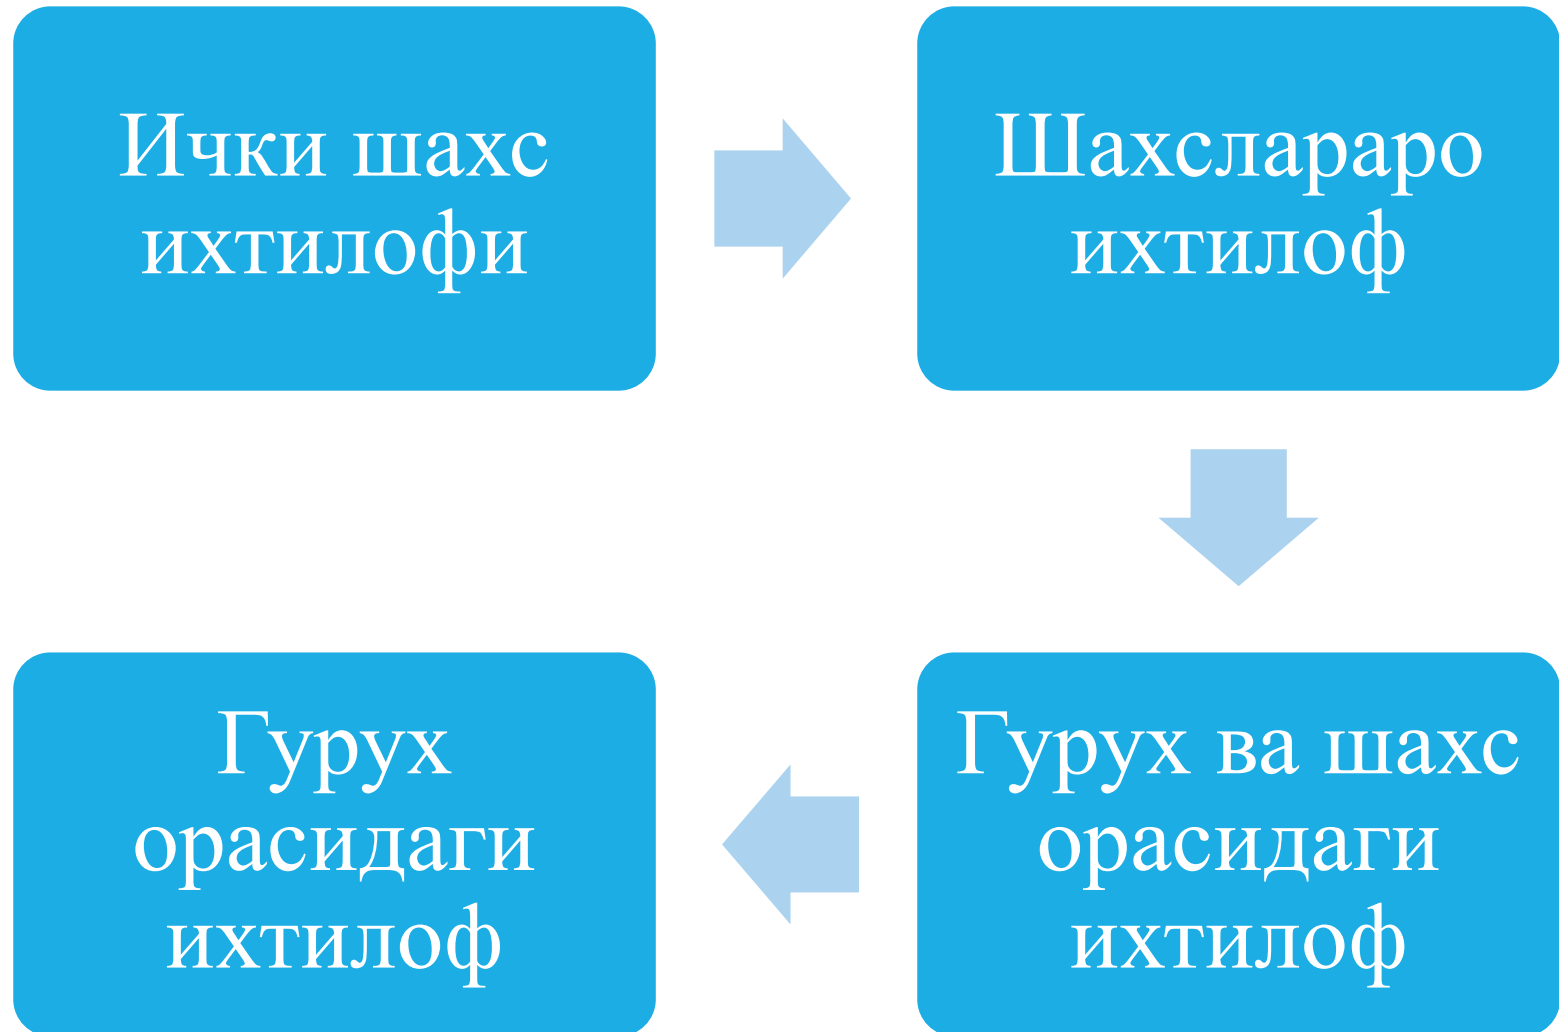 Ички шахс
ихтилофи
Шахслараро
ихтилоф
Гурух ва шахс
орасидаги
ихтилоф
Гурух
орасидаги
ихтилоф